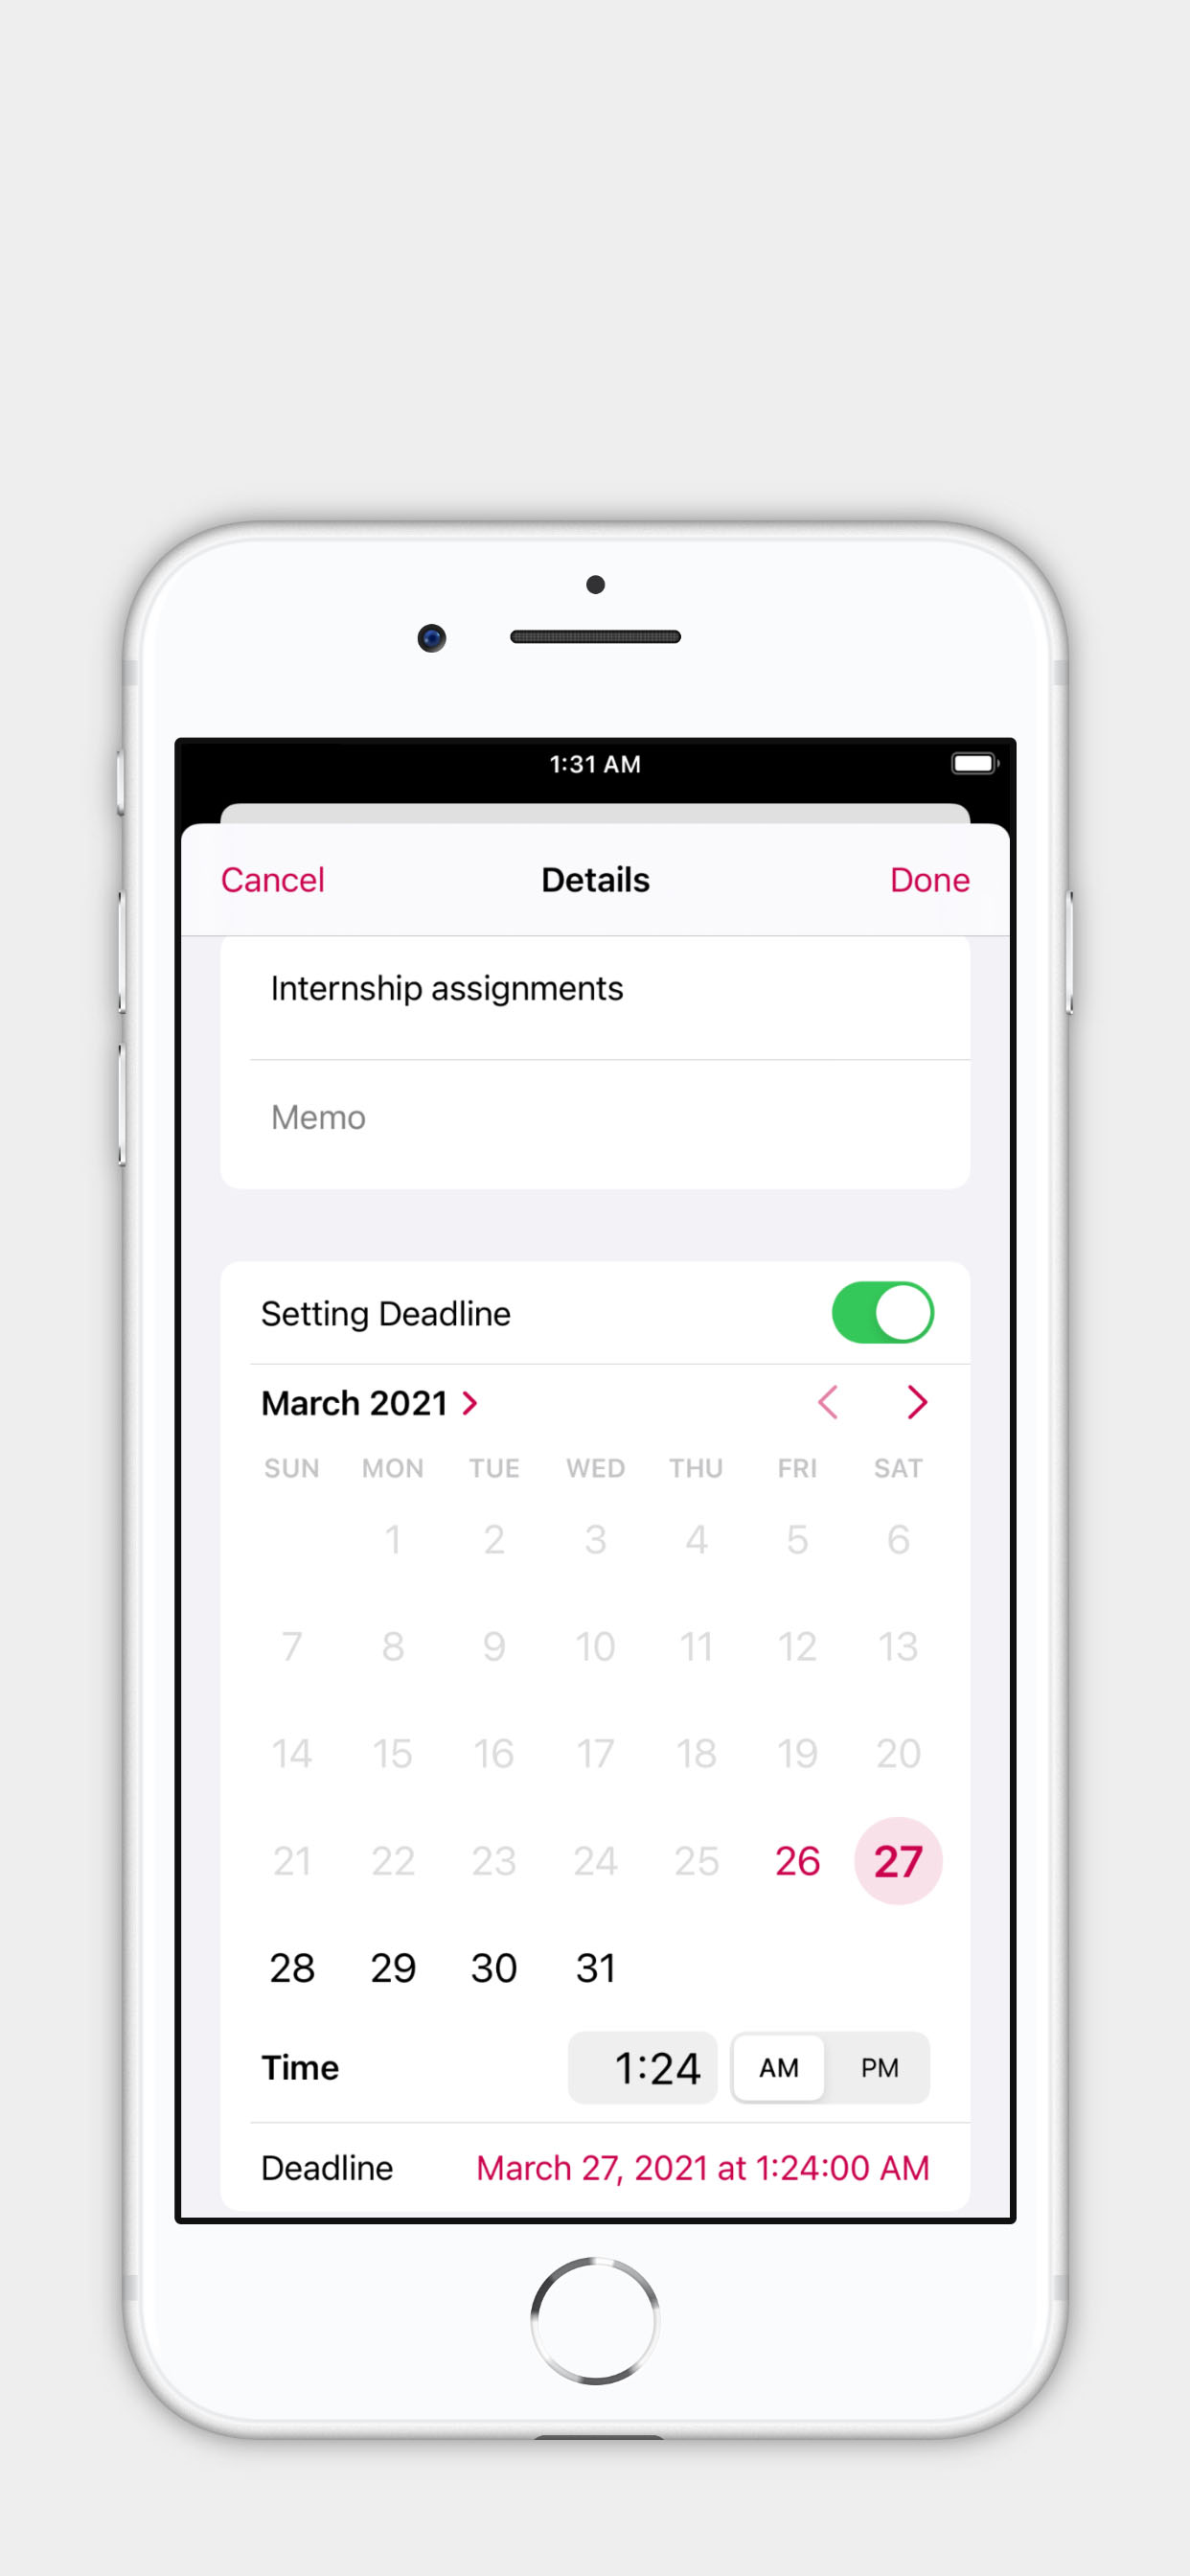 1:31 AM
Cancel Details Done
Internship assignments
Memo
Setting Deadline
March 2021
SUN MON TUE WED THU FRI SAT
1 2 3 4 5 6
7 8 9 10 11 12 13
14 15 16 17 18 19 20
21 22 23 24 25 26 27
28 29 30 31
Time 1:24 AM PM
Deadline March 27, 2021 at 1:24:00 AM